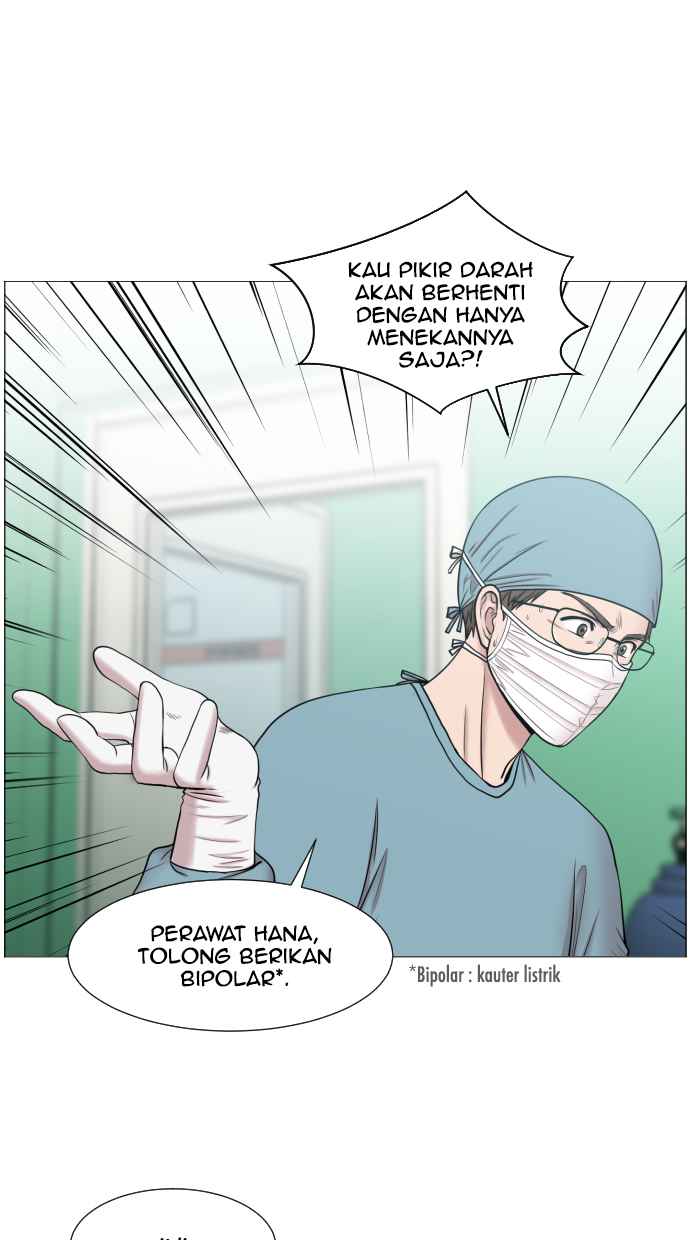 KAU PIKIR DARAH
AKAN BERHENTI
DENGAN HANYA
MENEKANNYA
SAJA?!
PERAWAT HANA,
TOLONG BERIKAN
BIPOLAR*.
*Bipolar : kauter listrik